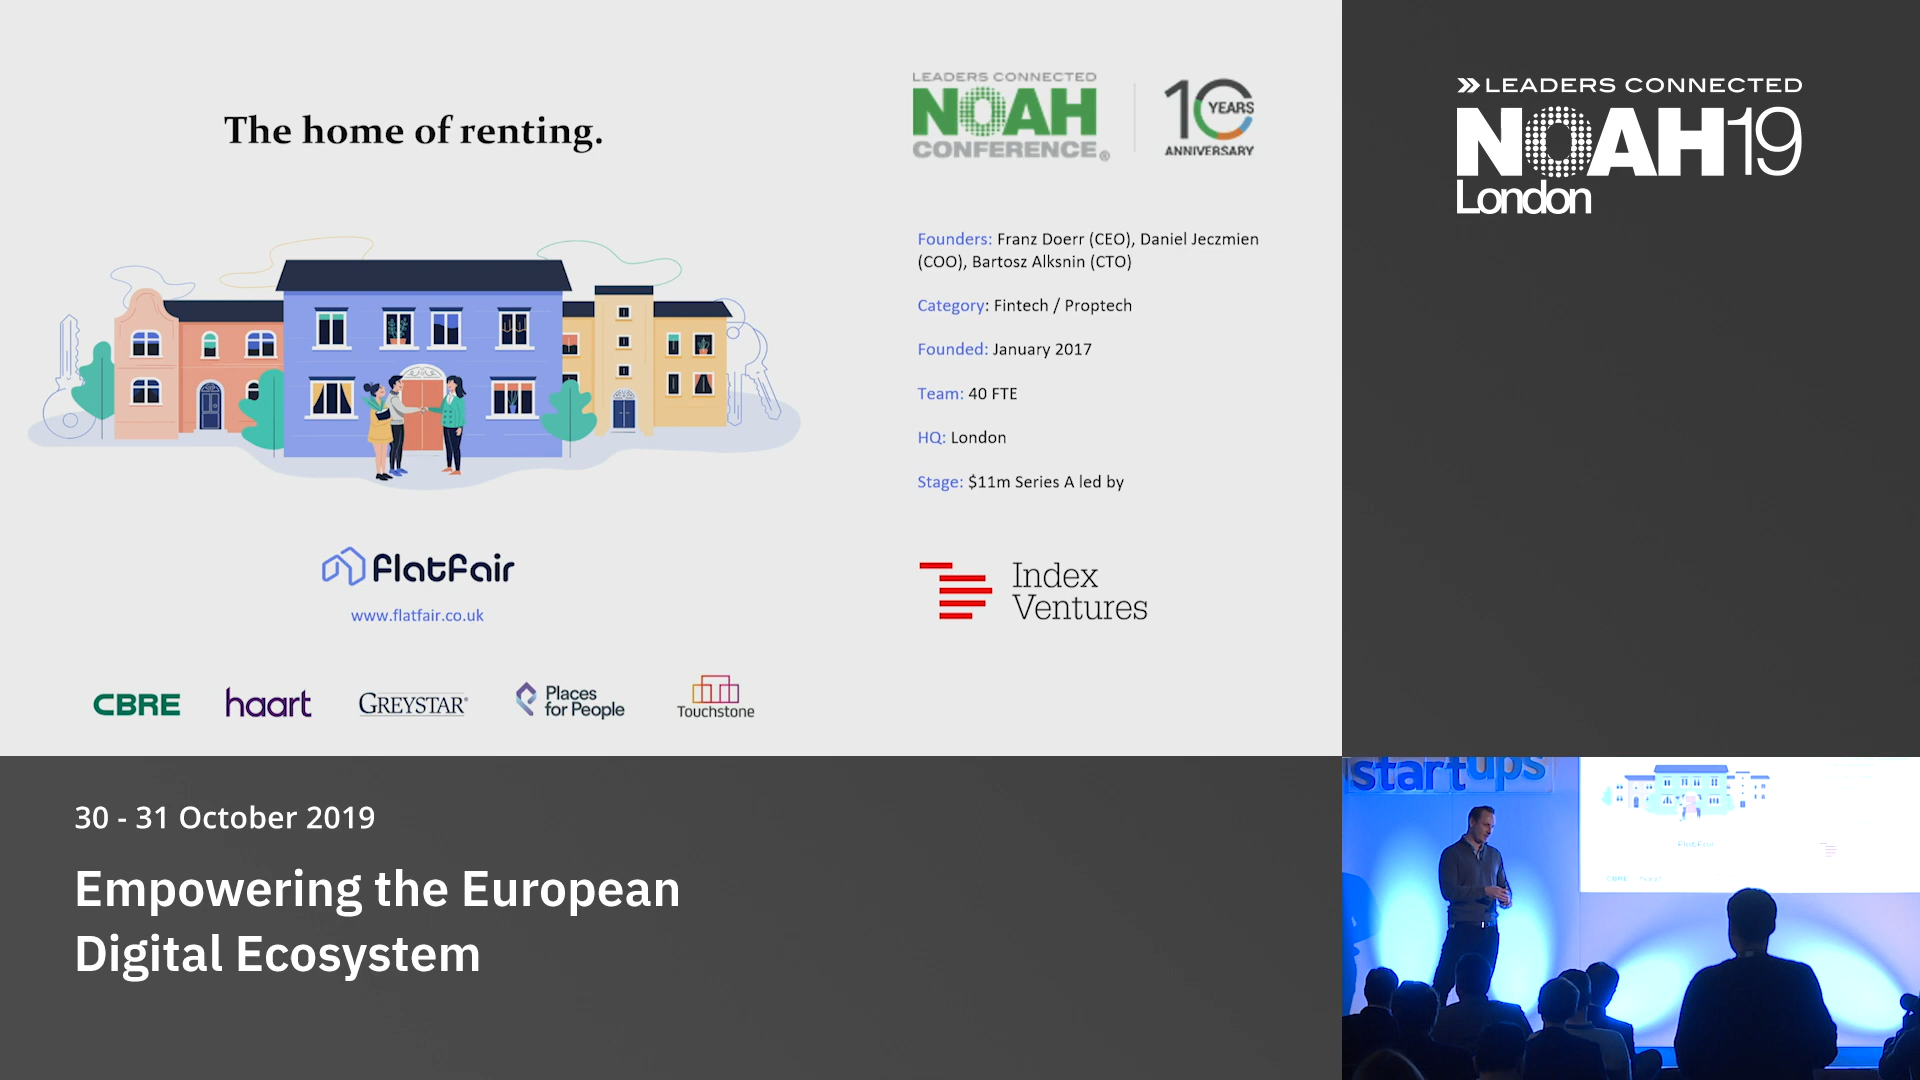 The home of renting.
LEADERS CONNECTED
NOAH
CONFERENCE®
10 YEARS
ANNIVERSARY
Founders: Franz Doerr (CEO), Daniel Jeczmien
(COO), Bartosz Alksnin (CTO)
Category: Fintech / Proptech
Founded: January 2017
Team: 40 FTE
HQ: London
Stage: $11m Series A led by
flatfair
www.flatfair.co.uk
Index
Ventures
CBRE
haart
GREYSTAR®
Places
for People
Touchstone
LEADERS CONNECTED
NOAH19
London
30 - 31 October 2019
Empowering the European
Digital Ecosystem
startups
flatfair
CBRE haart